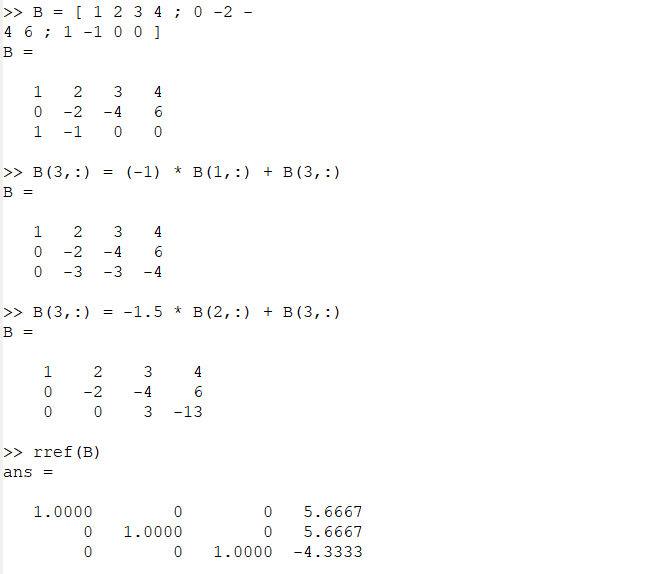 >> B = [ 1 2 3 4 ; 0 -2 -
4 6 ; 1 -1 0 0 ]
B =
1 2 3 4
0 -2 -4 6
1 -1 0 0
>> B(3,:) = (-1) * B(1,:) + B(3,:)
B =
1 2 3 4
0 -2 -4 6
0 -3 -3 -4
>> B(3,:) = -1.5 * B(2,:) + B(3,:)
B =
1 2 3 4
0 -2 -4 6
0 0 3 -13
>> rref(B)
ans =
1.0000 0 0 5.6667
0 1.0000 0 5.6667
0 0 1.0000 -4.3333